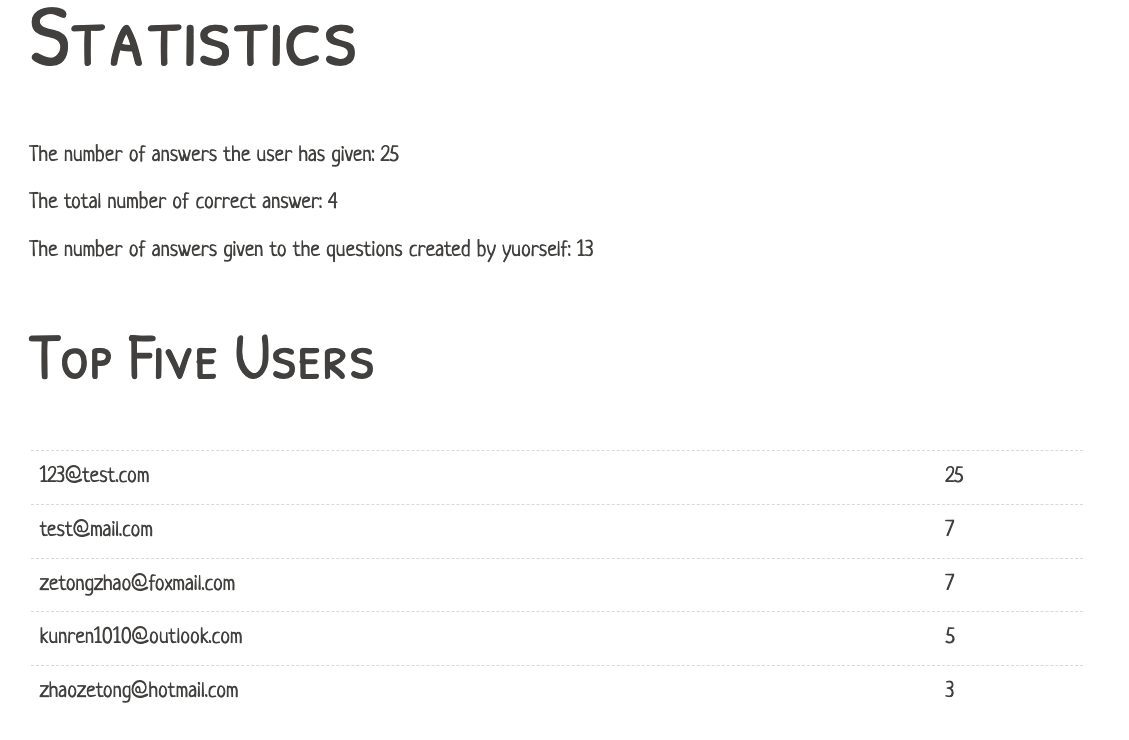 Statistics
The number of answers the user has given: 25
The total number of correct answer: 4
The number of answers given to the questions created by yuorself: 13
Top Five Users
123@test.com 25
test@mail.com 7
zetongzhao@foxmail.com 7
kunren1010@outlook.com 5
zhaozetong@hotmail.com 3